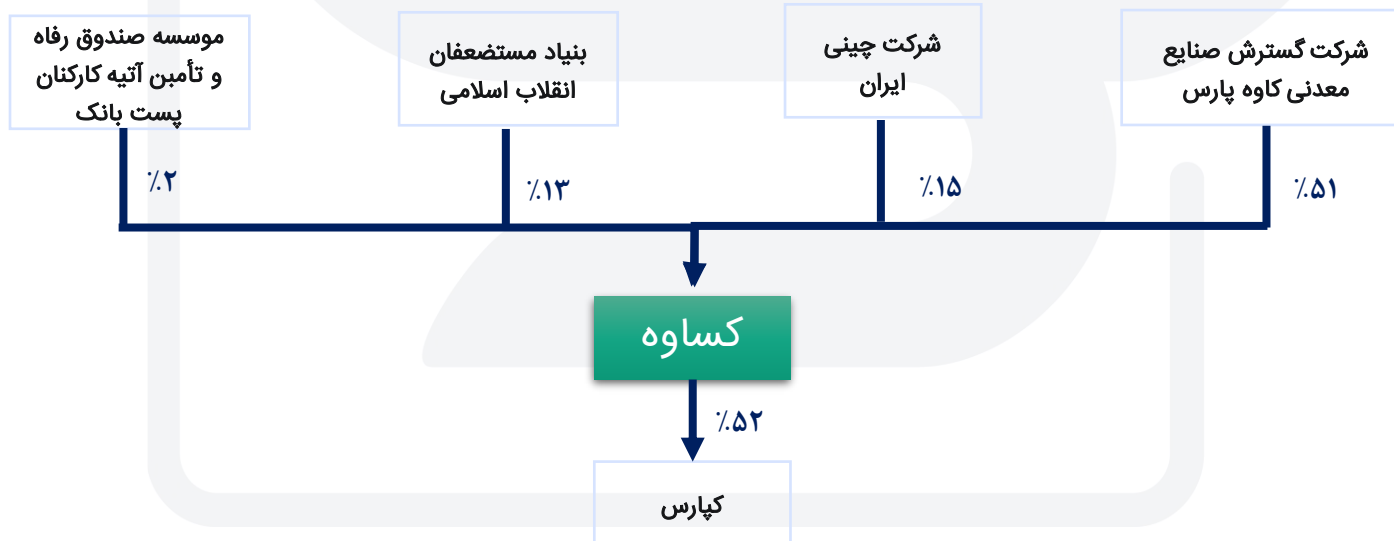 شرکت گسترش صنایع
معدنی کاوه پارس
شرکت چینی
ایران
بنیاد مستضعفان
انقلاب اسلامی
موسسه صندوق رفاه
و تأمبن آتیه کارکنان
پست بانک
٪۵۱
٪۱۵
٪۱۳
٪۲
کساوه
٪۵۲
کپارس